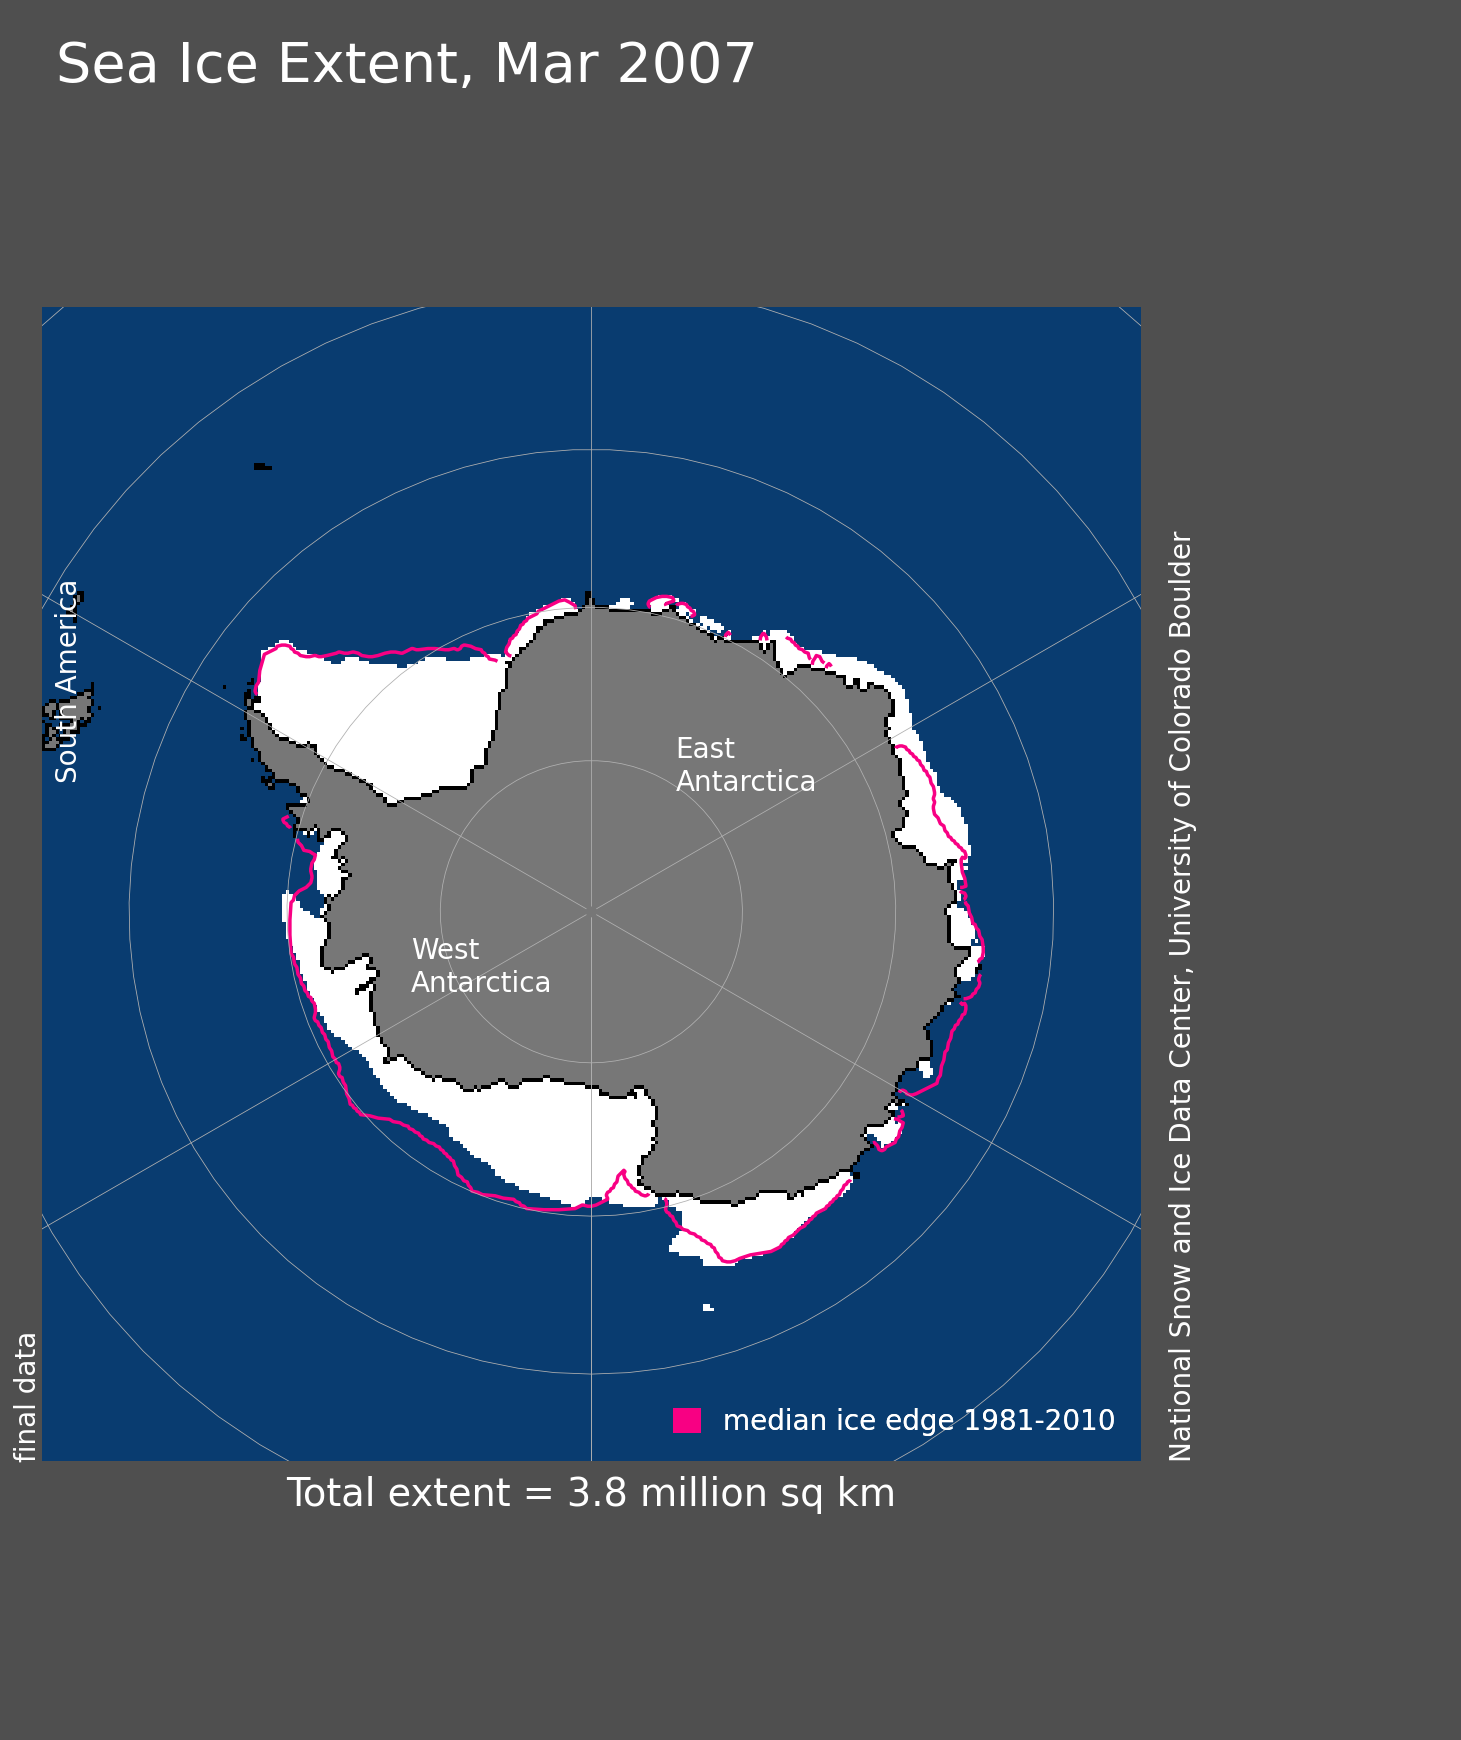 Sea Ice Extent, Mar 2007
South America
East
Antarctica
West
Antarctica
median ice edge 1981-2010
final data
National Snow and Ice Data Center, University of Colorado Boulder
Total extent = 3.8 million sq km